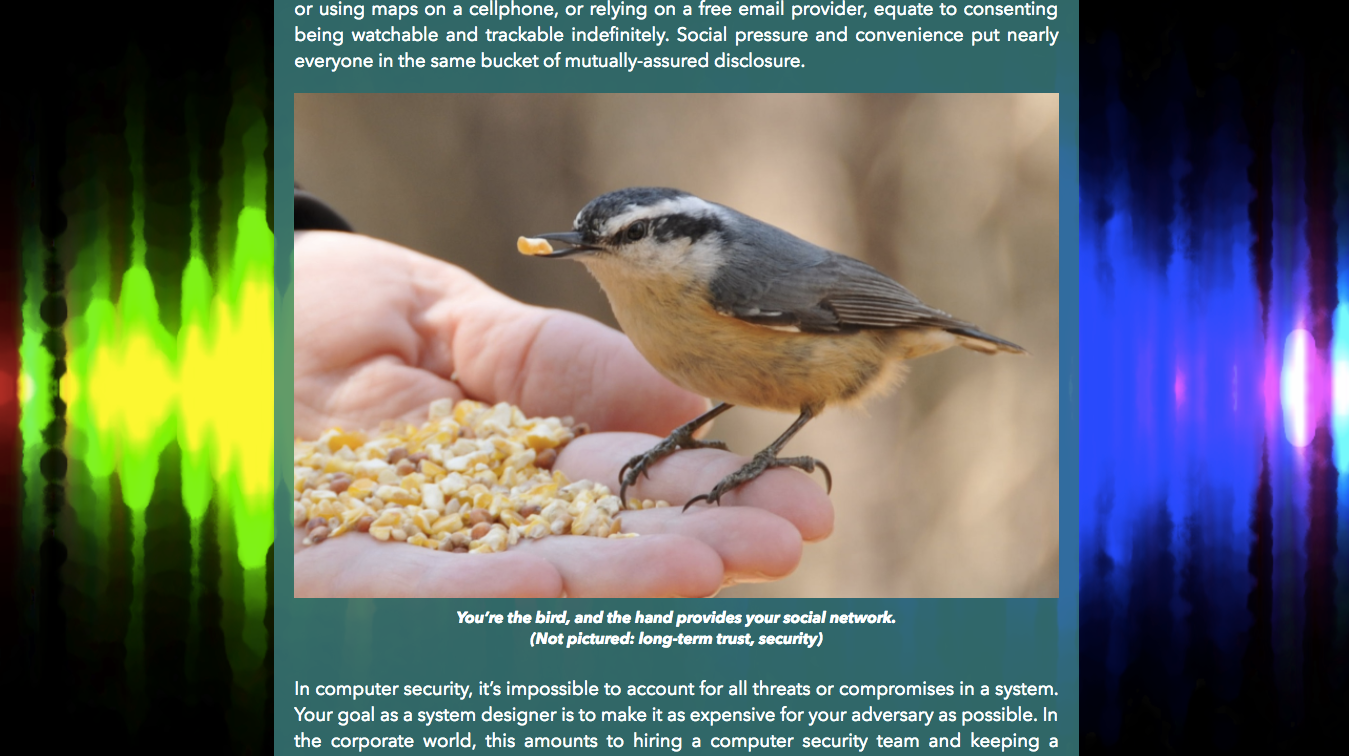 or using maps on a cellphone, or relying on a free email provider, equate to consenting
being watchable and trackable indefinitely. Social pressure and convenience put nearly
everyone in the same bucket of mutually-assured disclosure.
You’re the bird, and the hand provides your social network.
(Not pictured: long-term trust, security)
In computer security, it’s impossible to account for all threats or compromises in a system.
Your goal as a system designer is to make it as expensive for your adversary as possible. In
the corporate world, this amounts to hiring a computer security team and keeping a